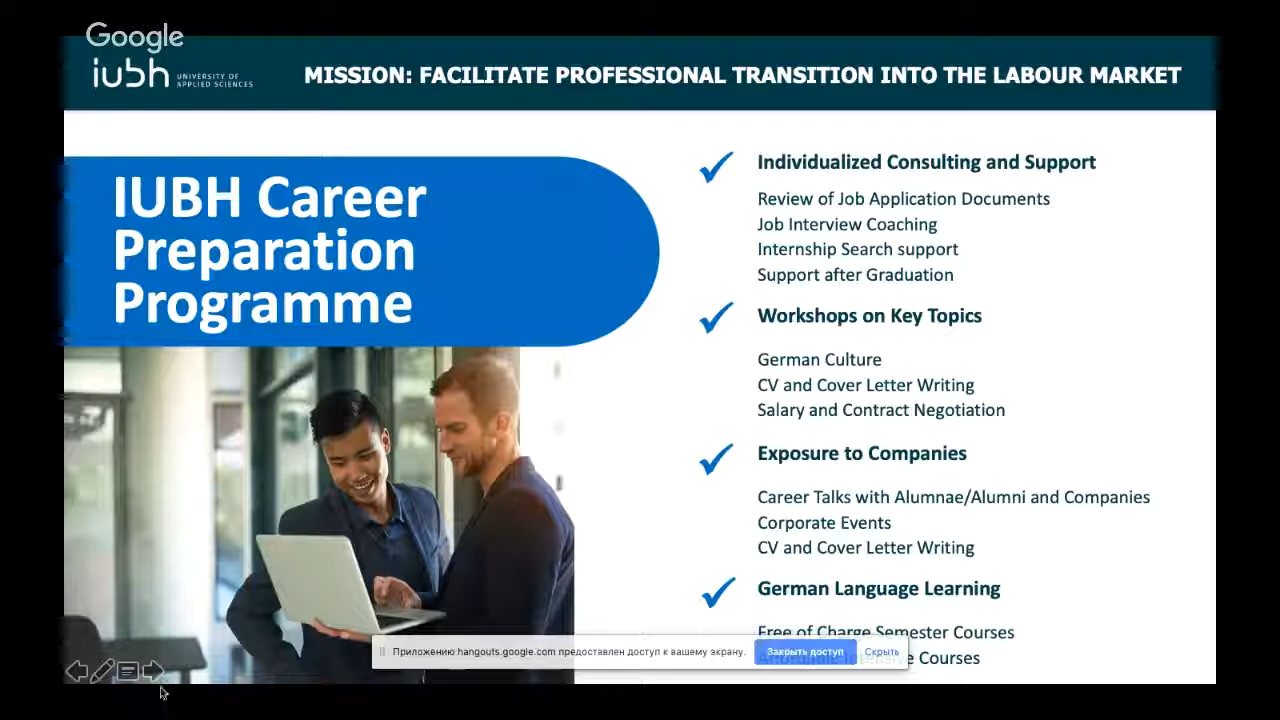 Google
iubh UNIVERSITY OF
APPLIED SCIENCES
MISSION: FACILITATE PROFESSIONAL TRANSITION INTO THE LABOUR MARKET
IUBH Career
Preparation
Programme
Individualized Consulting and Support
Review of Job Application Documents
Job Interview Coaching
Internship Search support
Support after Graduation
Workshops on Key Topics
German Culture
CV and Cover Letter Writing
Salary and Contract Negotiation
Exposure to Companies
Career Talks with Alumnae/Alumni and Companies
Corporate Events
CV and Cover Letter Writing
German Language Learning
Free of Charge Semester Courses
Courses
Приложению hangouts.google.com предоставлен доступ к вашему экрану.
Закрыть доступ
Скрыть